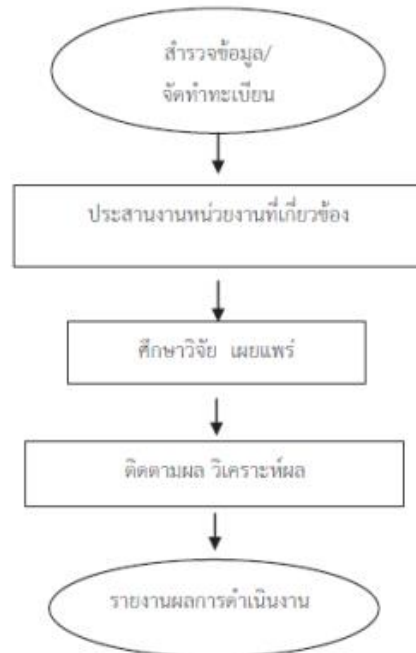 สำรวจข้อมูล/
จัดทำทะเบียน
ประสานงานหน่วยงานที่เกี่ยวข้อง
ศึกษาวิจัย เผยแพร่
ติดตามผล วิเคราะห์ผล
รายงานผลการดำเนินงาน